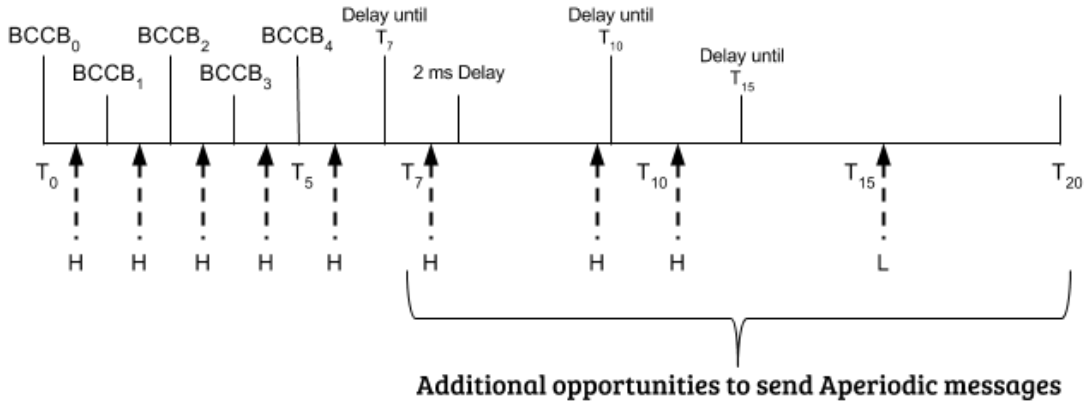 Delay until
T7
Delay until
T10
BCCB0
BCCB2
BCCB4
Delay until
T15
BCCB1
BCCB3
2 ms Delay
T0
T5
T7
T10
T15
T20
H H H H H H H H L
Additional opportunities to send Aperiodic messages